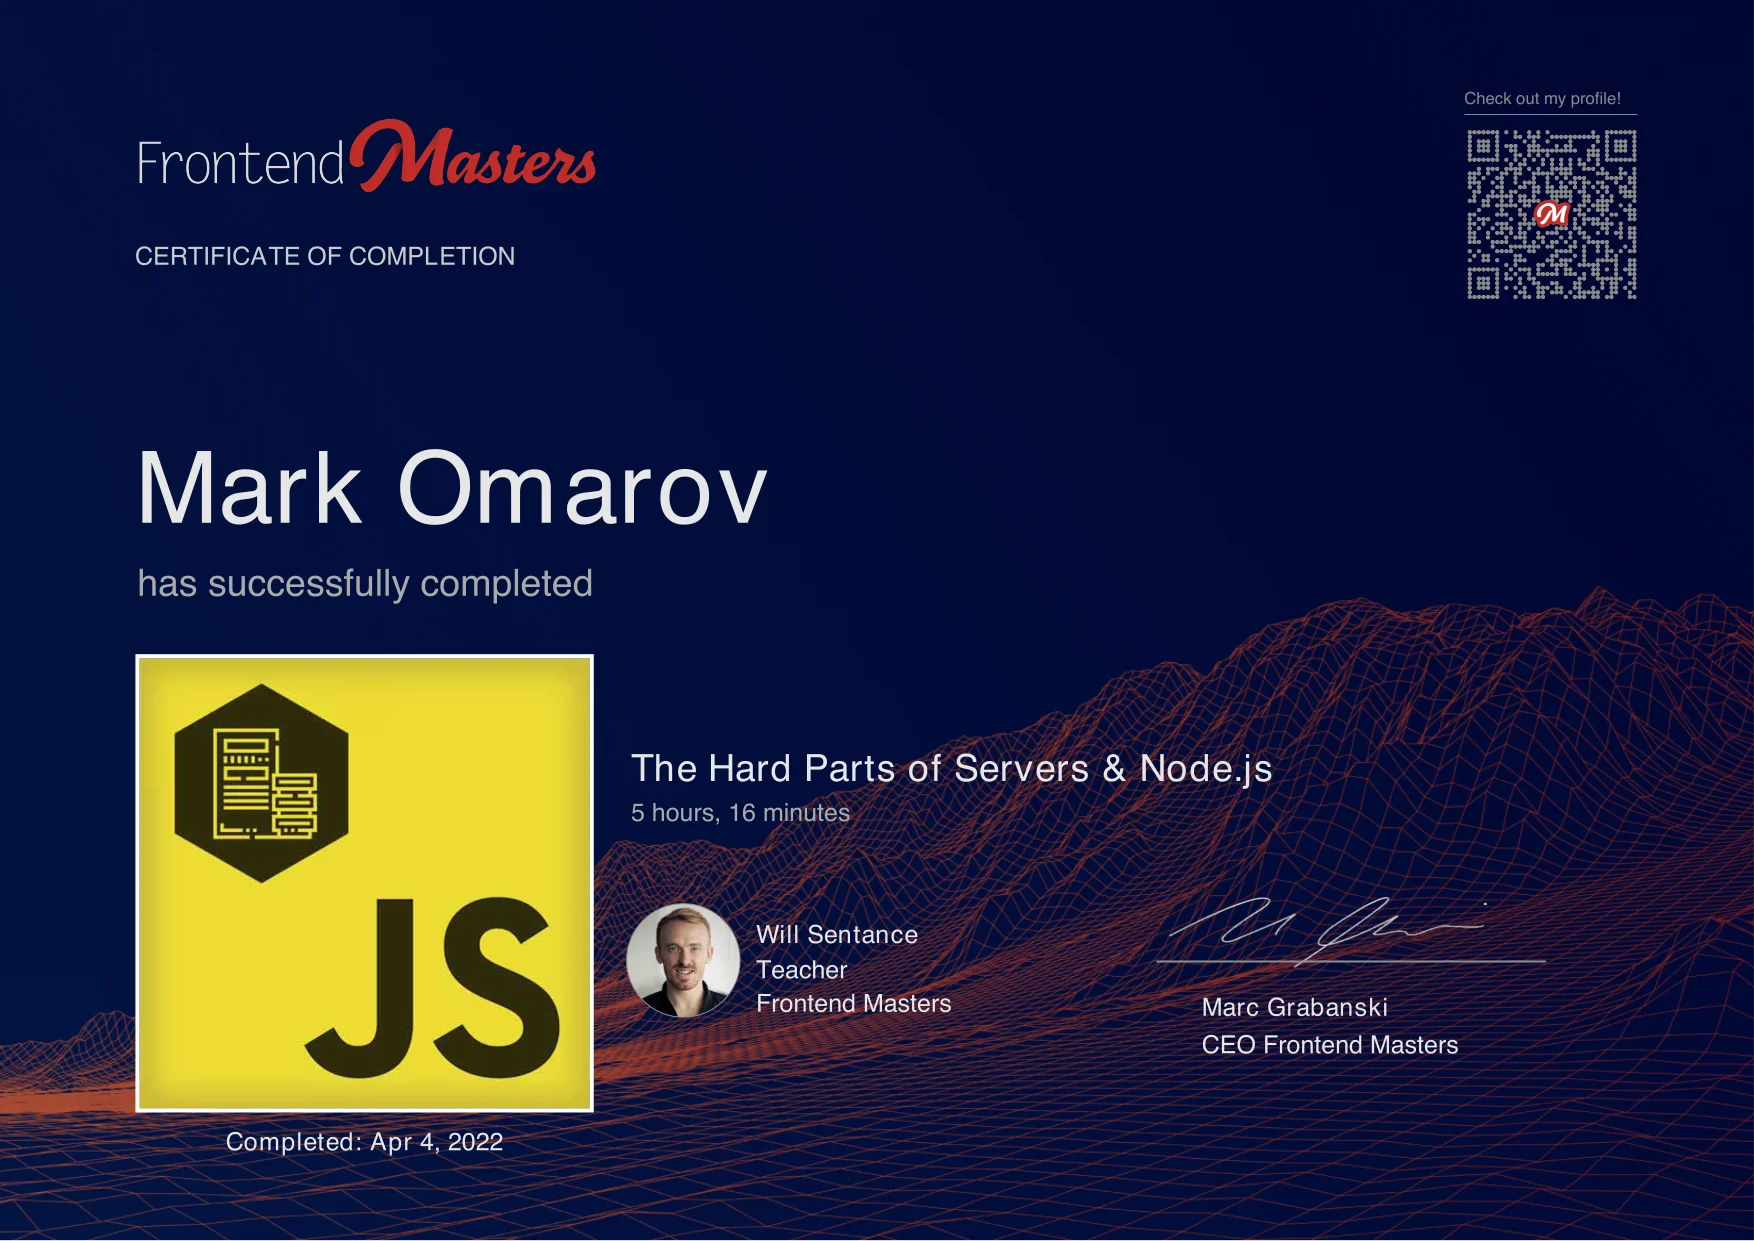 Check out my profile!
Frontend Masters
M
CERTIFICATE OF COMPLETION
Mark Omarov
has successfully completed
JS
The Hard Parts of Servers & Node.js
5 hours, 16 minutes
Will Sentance
Teacher
Frontend Masters
Marc Grabanski
CEO Frontend Masters
Completed: Apr 4, 2022